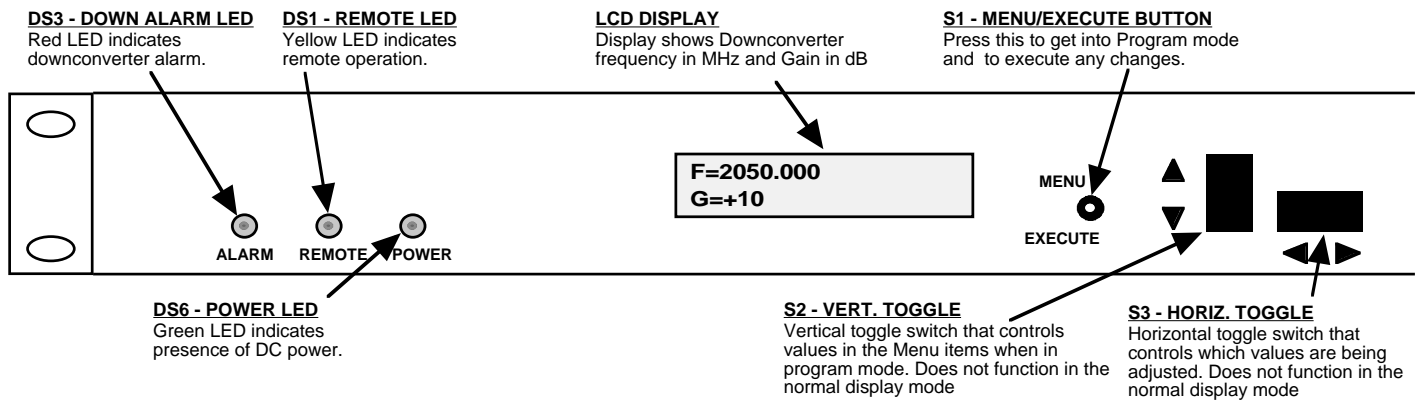 DS3 - DOWN ALARM LED
Red LED indicates
downconverter alarm.
DS1 - REMOTE LED
Yellow LED indicates
remote operation.
LCD DISPLAY
Display shows Downconverter
frequency in MHz and Gain in dB
S1 - MENU/EXECUTE BUTTON
Press this to get into Program mode
and  to execute any changes.
F=2050.000
G=+10
MENU
EXECUTE
ALARM
REMOTE
POWER
DS6 - POWER LED
Green LED indicates
presence of DC power.
S2 - VERT. TOGGLE
Vertical toggle switch that controls
values in the Menu items when in
program mode. Does not function in the
normal display mode
S3 - HORIZ. TOGGLE
Horizontal toggle switch that
controls which values are being
adjusted. Does not function in the
normal display mode